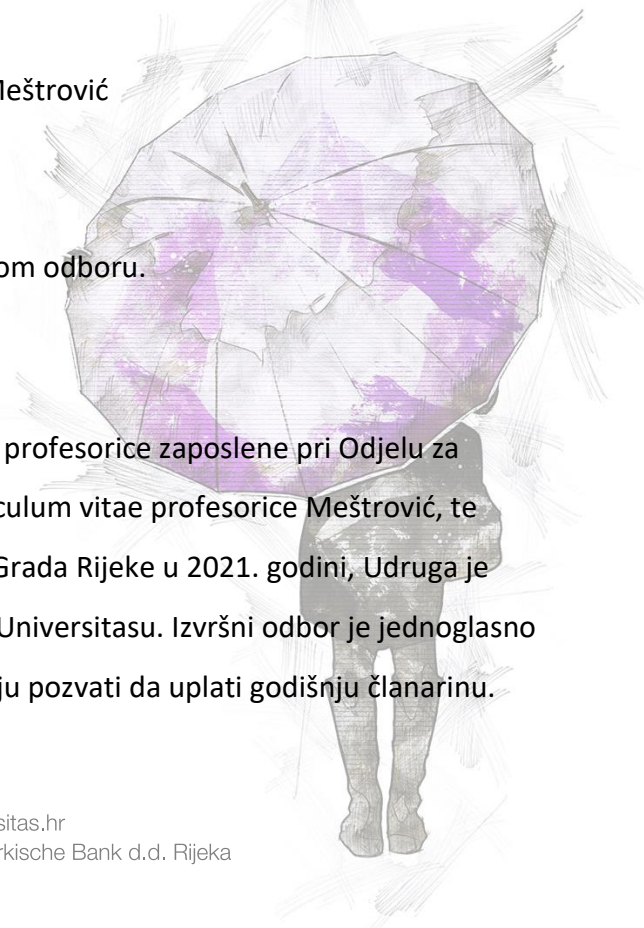 Meštrović
om odboru.
profesorice zaposlene pri Odjelu za
culum vitae profesorice Meštrović, te
Grada Rijeke u 2021. godini, Udruga je
Universitasu. Izvršni odbor je jednoglasno
ju pozvati da uplati godišnju članarinu.
sitas.hr
rkische Bank d.d. Rijeka